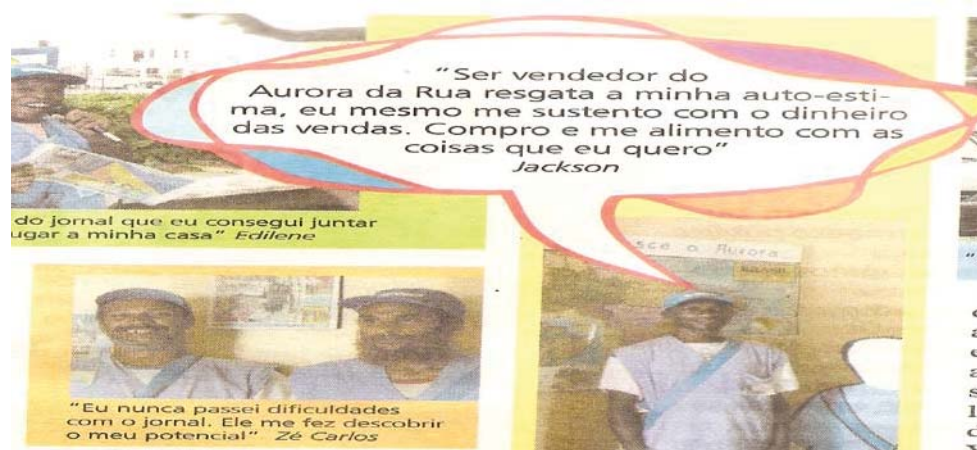 "Ser vendedor do
Aurora da Rua resgata a minha auto-esti-
ma, eu mesmo me sustento com o dinheiro
das vendas. Compro e me alimento com as
coisas que eu quero"
Jackson
do jornal que eu consegui juntar
ugar a minha casa" Edilene
sce o Aurora
"Eu nunca passei dificuldades
com o jornal. Ele me fez descobrir
o meu potencial" Zé Carlos